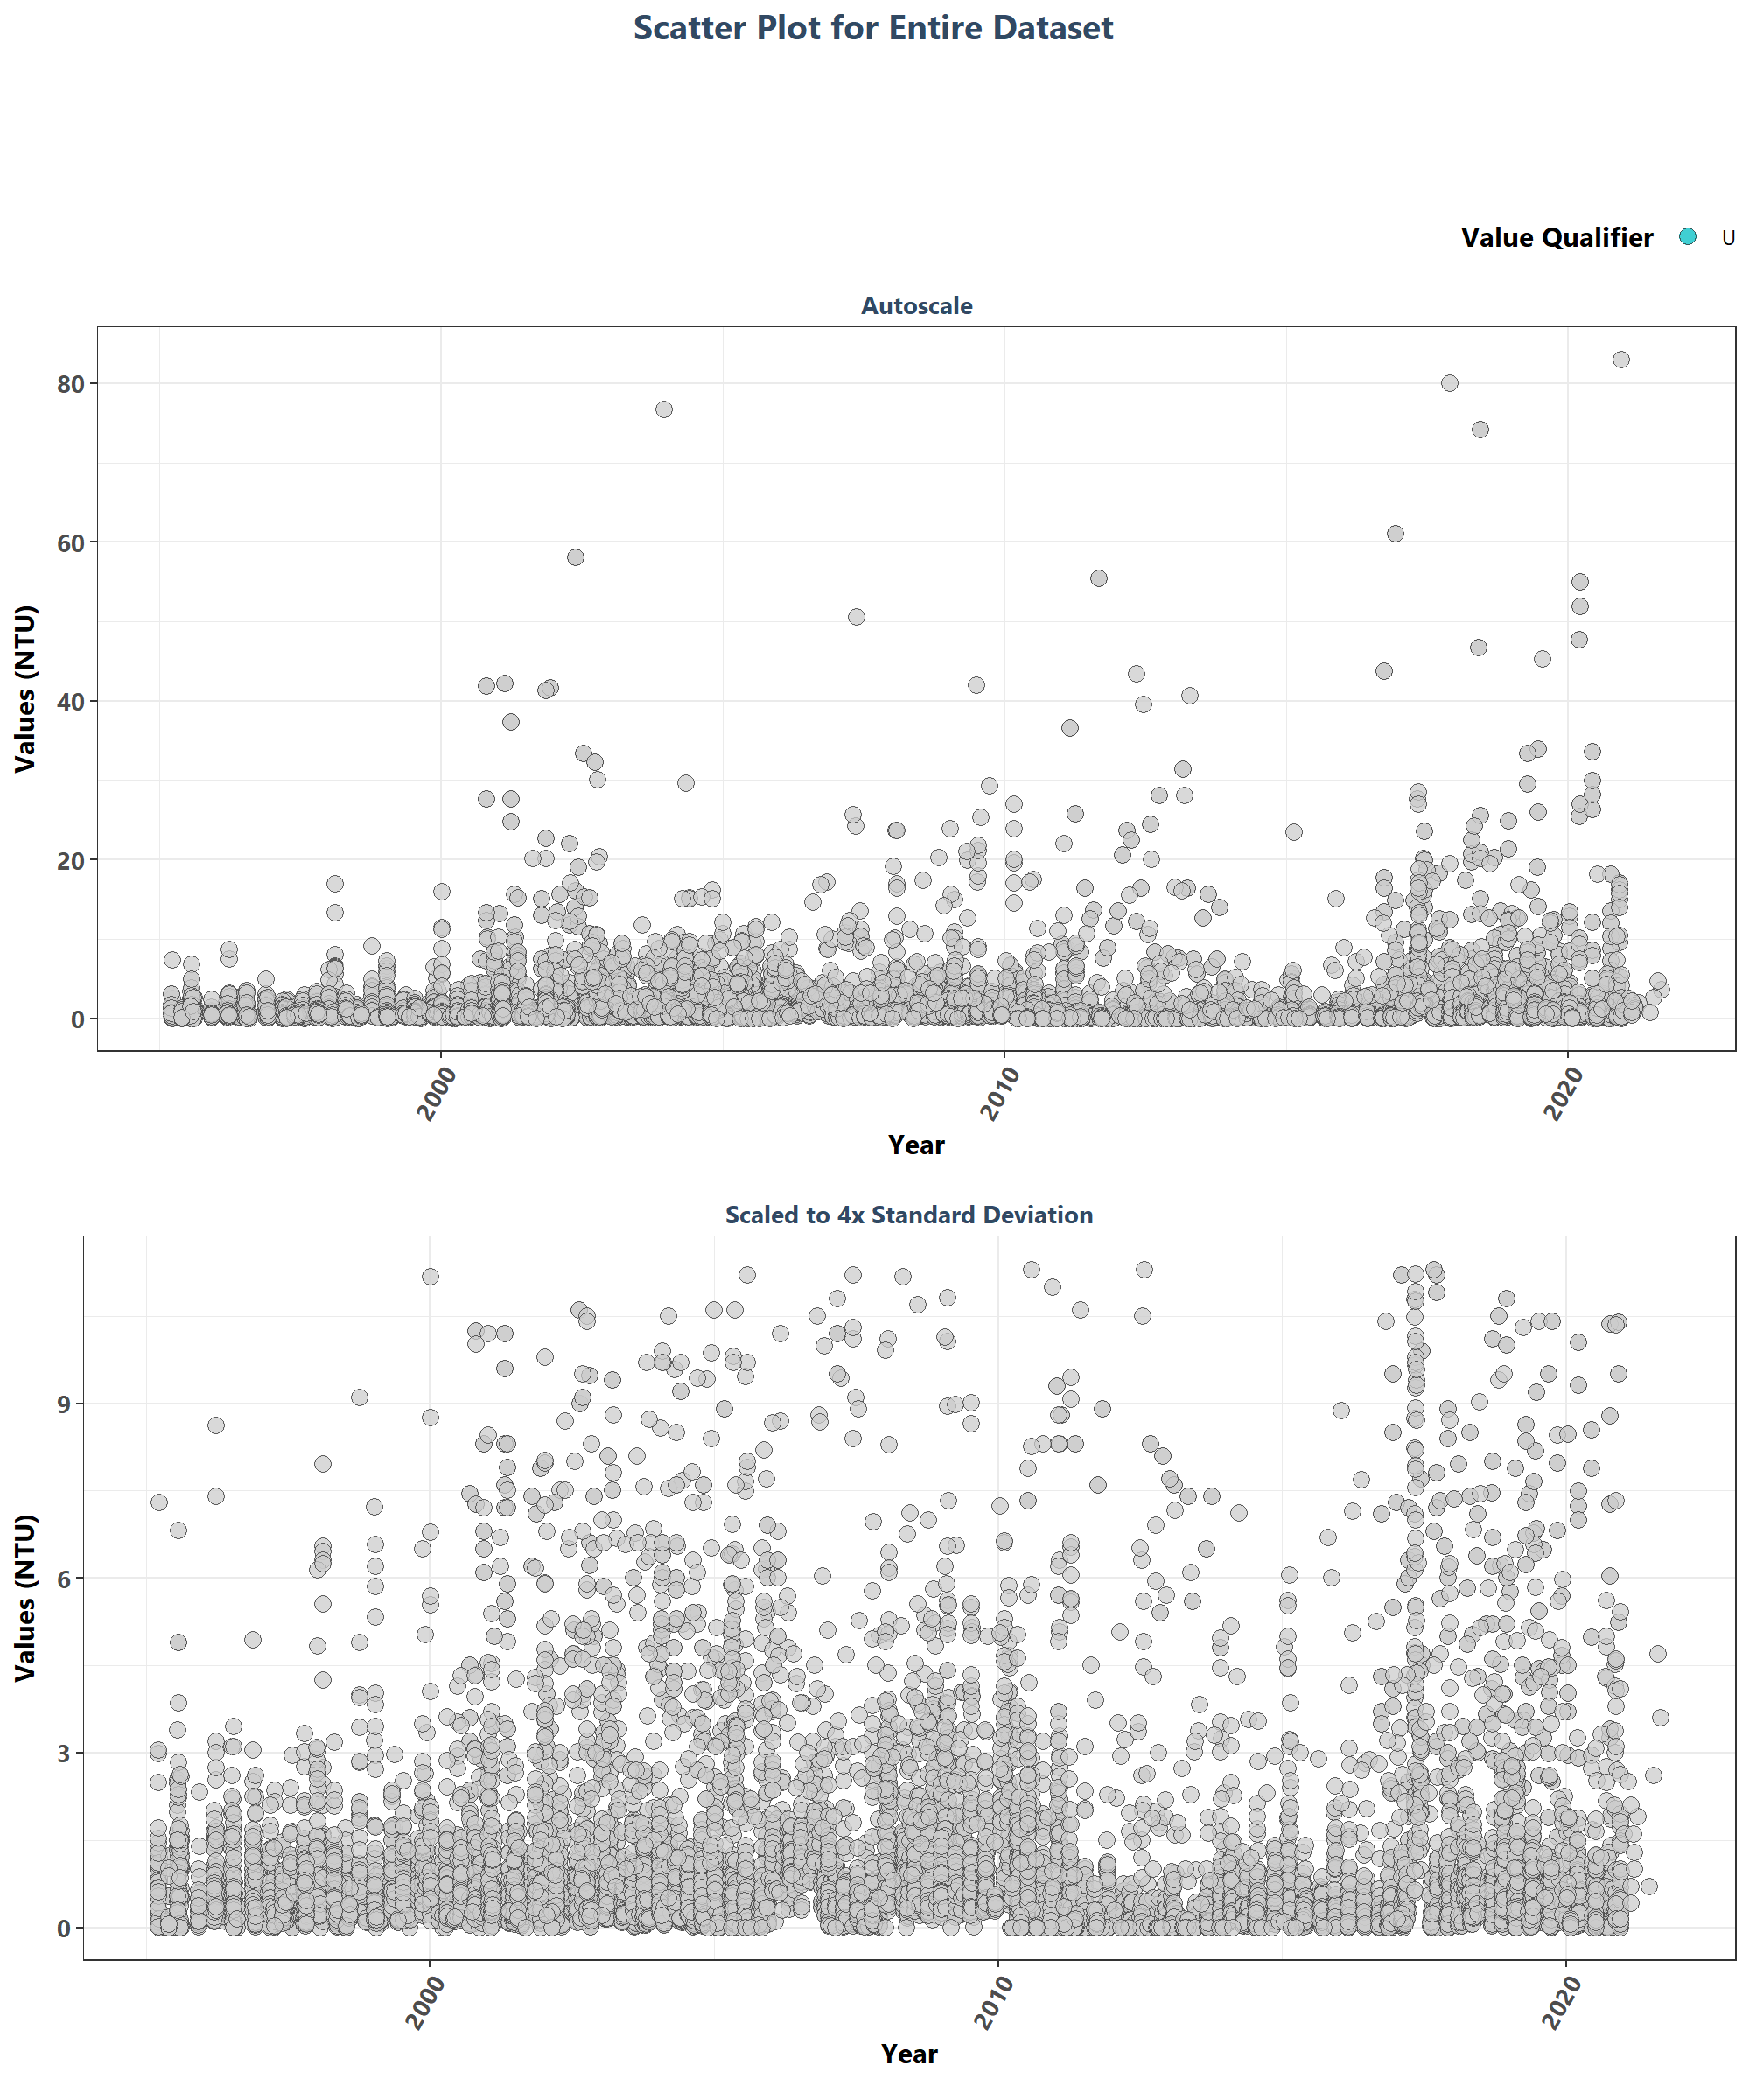 Scatter Plot for Entire Dataset
Value Qualifier U
Autoscale
80
60
40
20
0
Values (NTU)
2000 2010 2020
Year
Scaled to 4x Standard Deviation
9
6
3
0
Values (NTU)
2000 2010 2020
Year